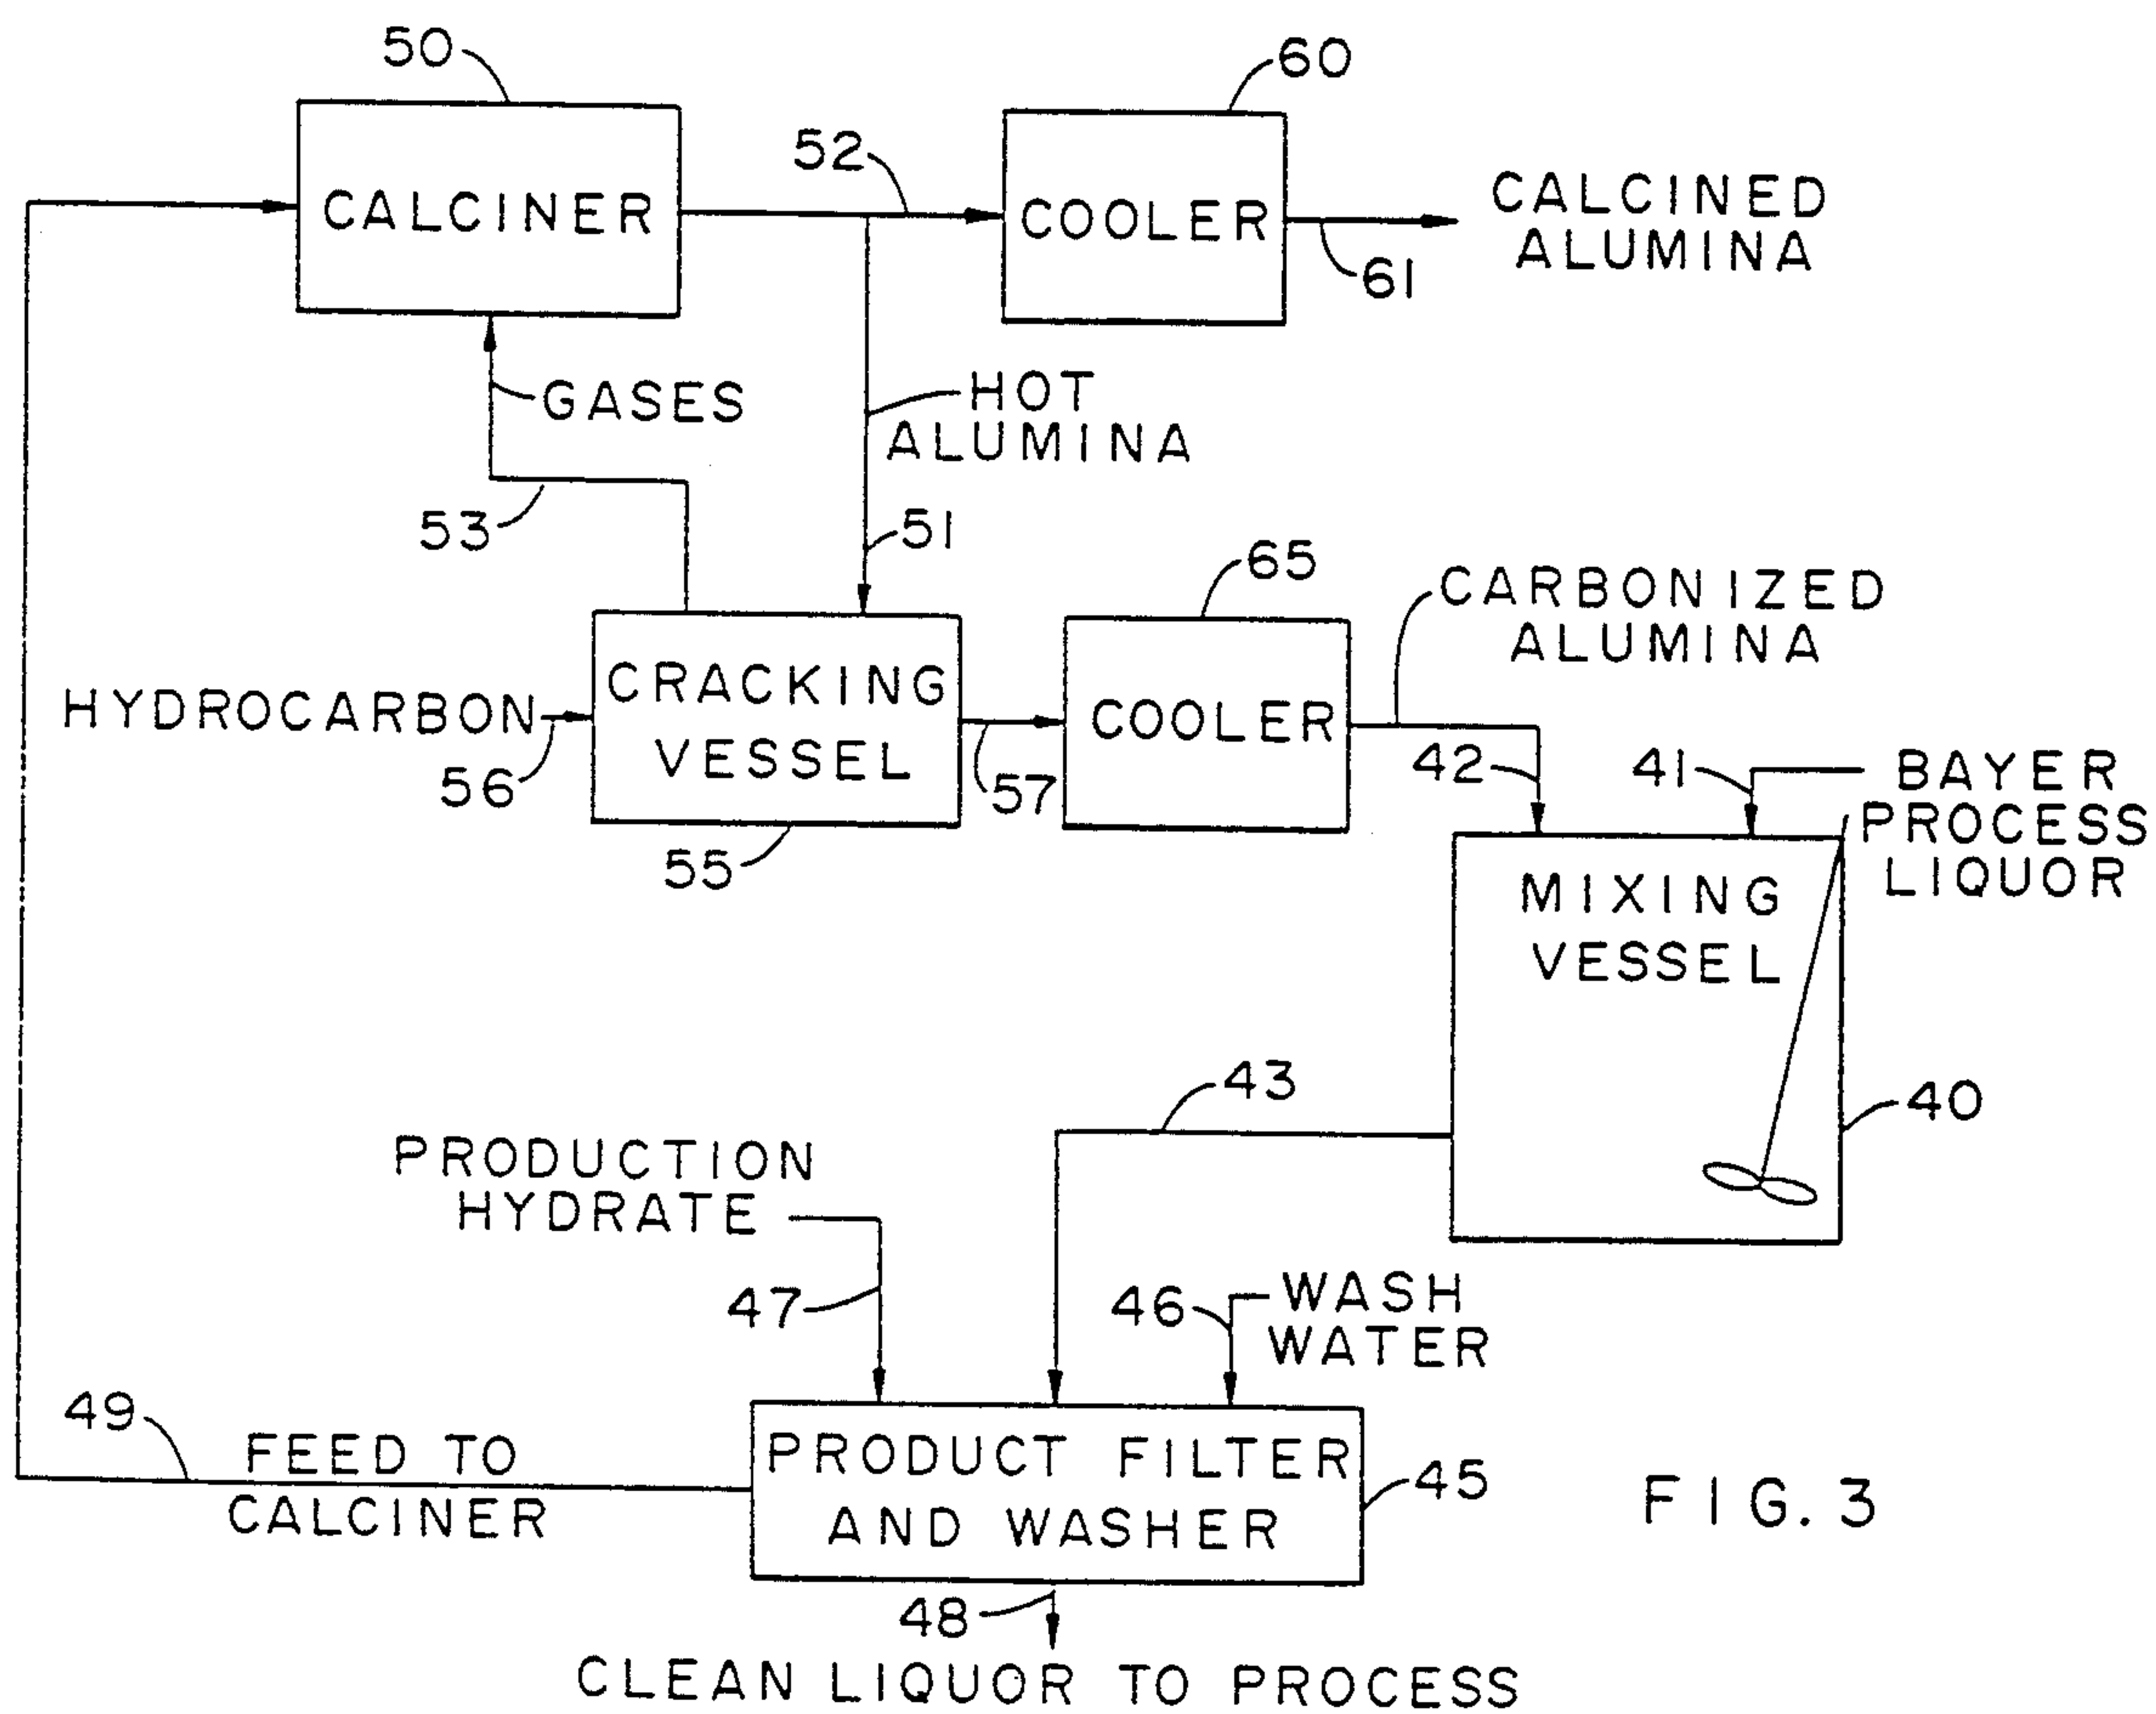 50
60
52
CALCINER
COOLER
CALCINED
ALUMINA
61
GASES
HOT
ALUMINA
53
51
65
CARBONIZED
ALUMINA
HYDROCARBON
CRACKING
VESSEL
COOLER
56
57
55
42
41
BAYER
PROCESS
LIQUOR
MIXING
VESSEL
43
40
PRODUCTION
HYDRATE
47
46
WASH
WATER
49
FEED TO
CALCINER
PRODUCT FILTER
AND WASHER
45
FIG. 3
48
CLEAN LIQUOR TO PROCESS